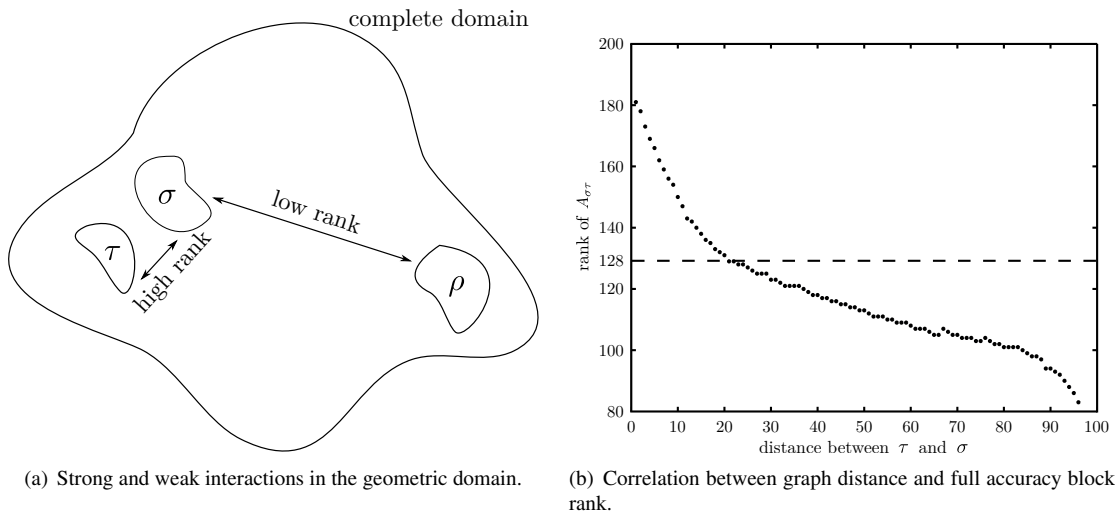 complete domain
σ
low rank
τ
high rank
ρ
(a) Strong and weak interactions in the geometric domain.
200
180
160
140
128
120
100
80
rank of Aστ
0 10 20 30 40 50 60 70 80 90 100
distance between τ and σ
(b) Correlation between graph distance and full accuracy block
rank.